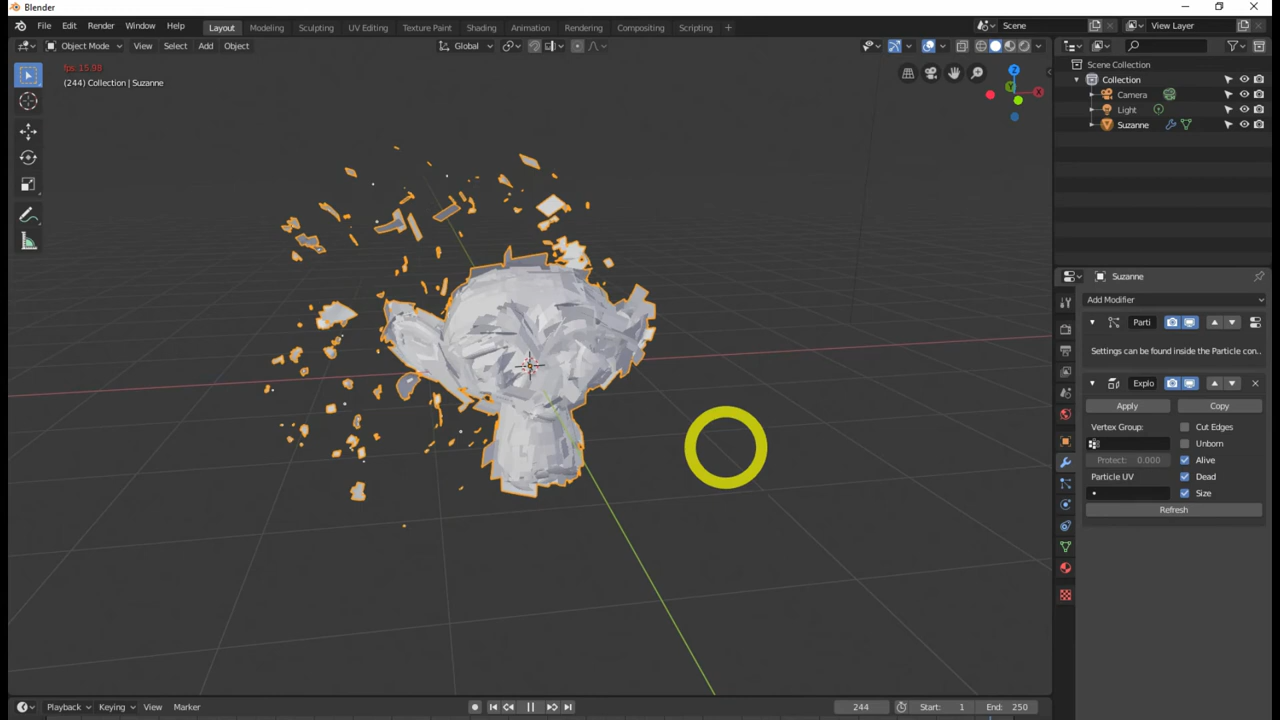 Blender
File Edit Render Window Help Layout Modeling Sculpting UV Editing Texture Paint Shading Animation Rendering Compositing Scripting + Scene View Layer
Object Mode View Select Add Object Global
fps: 15.98
(244) Collection | Suzanne
Z
X
Y
Scene Collection
Collection
Camera
Light
Suzanne
Suzanne
Add Modifier
Parti
Settings can be found inside the Particle con..
Explo
Apply Copy
Vertex Group: Cut Edges
Unborn
Protect: 0.000 Alive
Particle UV Dead
Size
Refresh
Playback Keying View Marker 244 Start: 1 End: 250